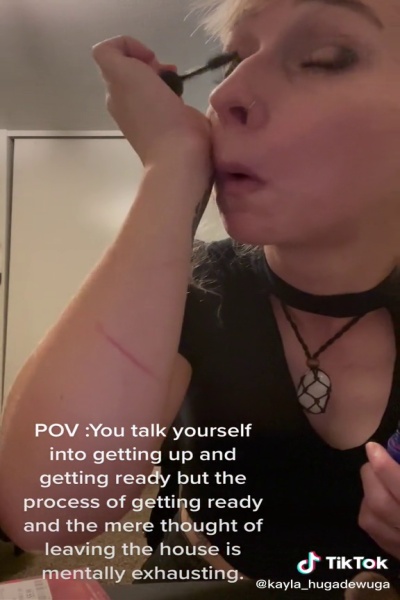 POV :You talk yourself
into getting up and
getting ready but the
process of getting ready
and the mere thought of
leaving the house is
mentally exhausting.
TikTok
@kayla_hugadewuga